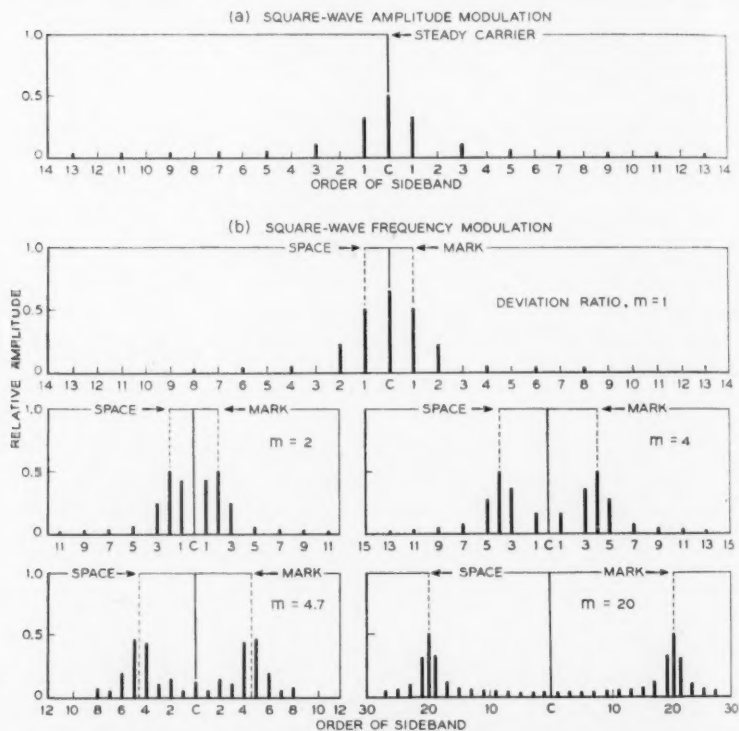 (a) SQUARE-WAVE AMPLITUDE MODULATION
1.0
STEADY CARRIER
0.5
0
14 13 12 11 10 9 8 7 6 5 4 3 2 1 C 1 2 3 4 5 6 7 8 9 10 11 12 13 14
ORDER OF SIDEBAND
(b) SQUARE-WAVE FREQUENCY MODULATION
1.0
SPACE
MARK
DEVIATION RATIO, m=1
0.5
0
14 13 12 11 10 9 8 7 6 5 4 3 2 1 C 1 2 3 4 5 6 7 8 9 10 11 12 13 14
RELATIVE AMPLITUDE
1.0
SPACE
MARK
m = 2
0.5
0
11 9 7 5 3 1 C 1 3 5 7 9 11
SPACE
MARK
m = 4
15 13 11 9 7 5 3 1 C 1 3 5 7 9 11 13 15
1.0
SPACE
MARK
m = 4.7
0.5
0
12 10 8 6 4 2 C 2 4 6 8 10 12
SPACE
MARK
m = 20
30 20 10 C 10 20 30
ORDER OF SIDEBAND